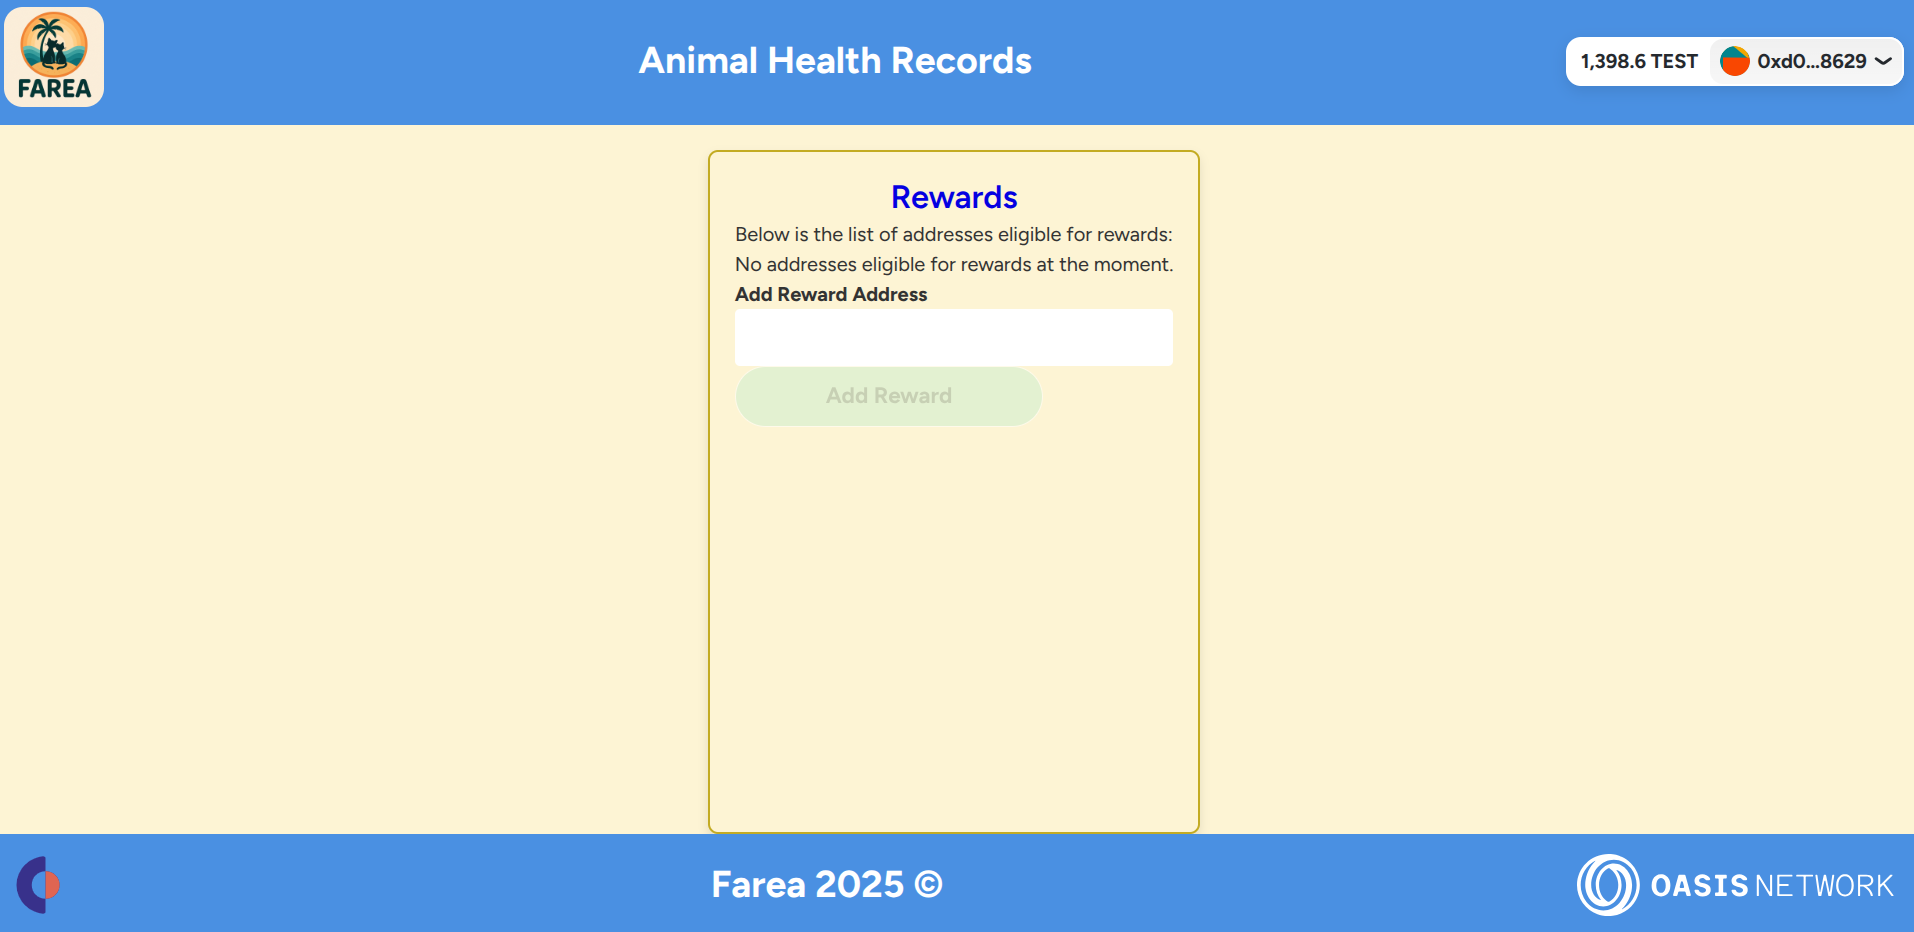 FAREA
Animal Health Records
1,398.6 TEST
0xd0...8629
Rewards
Below is the list of addresses eligible for rewards:
No addresses eligible for rewards at the moment.
Add Reward Address
Add Reward
Farea 2025 ©
OASIS NETWORK